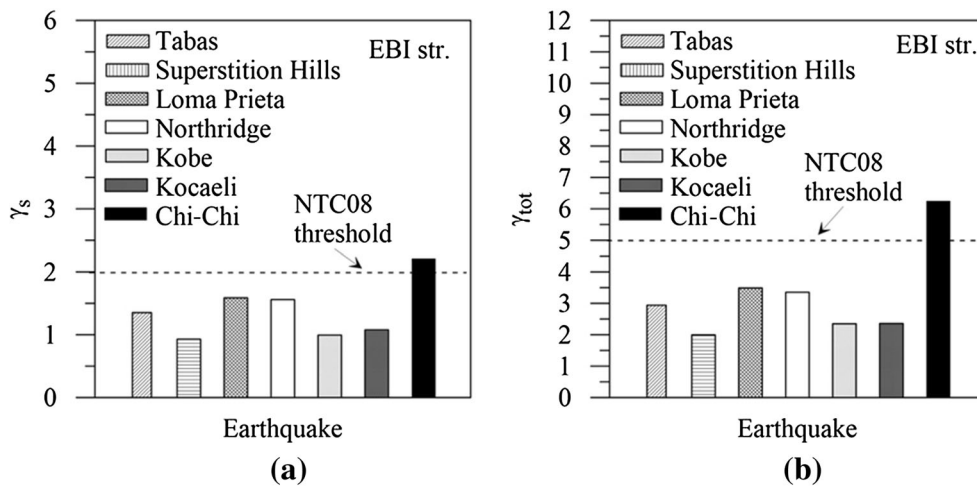 6
5
4
3
2
1
0
γs
Tabas
Superstition Hills
Loma Prieta
Northridge
Kobe
Kocaeli
Chi-Chi
EBI str.
NTC08
threshold
Earthquake
(a)
12
11
10
9
8
7
6
5
4
3
2
1
0
γtot
Tabas
Superstition Hills
Loma Prieta
Northridge
Kobe
Kocaeli
Chi-Chi
EBI str.
NTC08
threshold
Earthquake
(b)